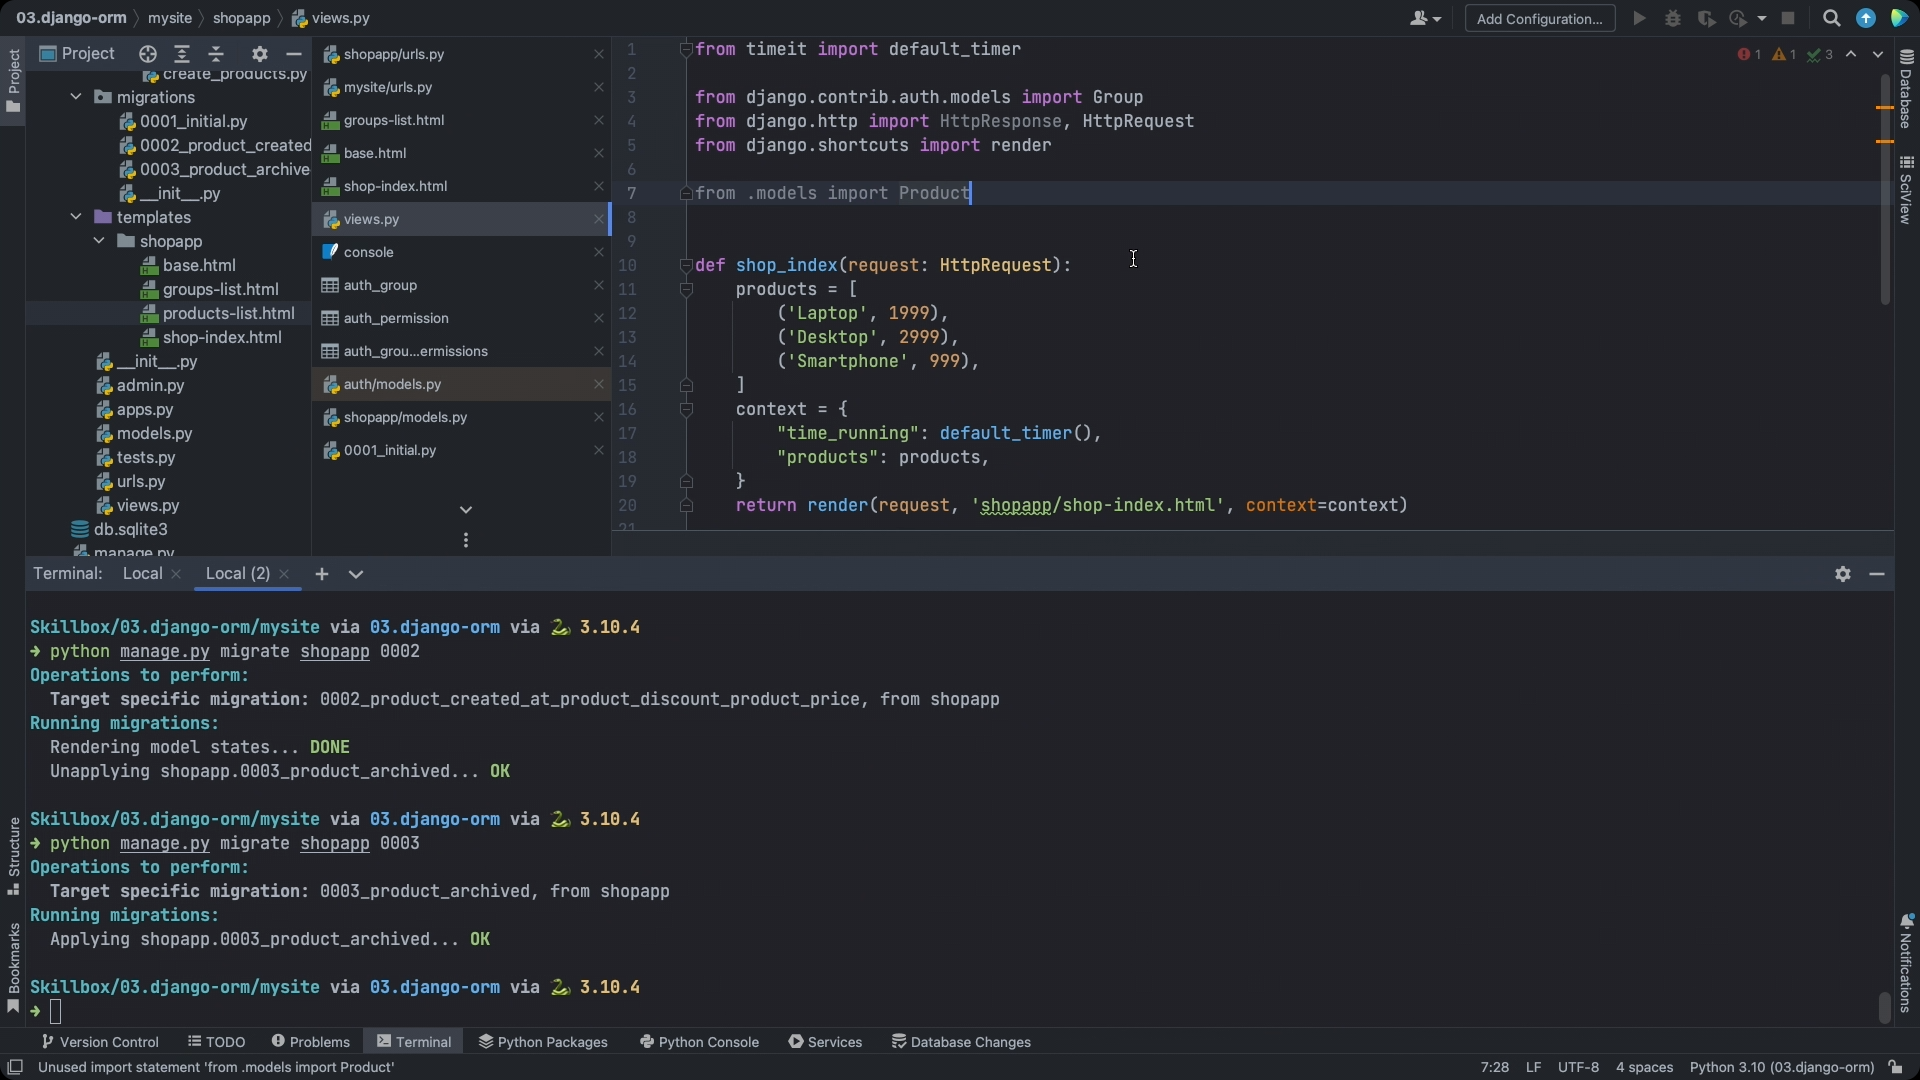 03.django-orm mysite shopapp views.py
Add Configuration...
Project
Project
create_products.py
migrations
0001_initial.py
0002_product_created
0003_product_archive
__init__.py
templates
shopapp
base.html
groups-list.html
products-list.html
shop-index.html
__init__.py
admin.py
apps.py
models.py
tests.py
urls.py
views.py
db.sqlite3
manage.py
shopapp/urls.py
mysite/urls.py
groups-list.html
base.html
shop-index.html
views.py
console
auth_group
auth_permission
auth_grou...ermissions
auth/models.py
shopapp/models.py
0001_initial.py
1 from timeit import default_timer
2
3 from django.contrib.auth.models import Group
4 from django.http import HttpResponse, HttpRequest
5 from django.shortcuts import render
6
7 from .models import Product
8
9
10 def shop_index(request: HttpRequest):
11 products = [
12 ('Laptop', 1999),
13 ('Desktop', 2999),
14 ('Smartphone', 999),
15 ]
16 context = {
17 "time_running": default_timer(),
18 "products": products,
19 }
20 return render(request, 'shopapp/shop-index.html', context=context)
21
1 1 3
Database
SciView
Notifications
Terminal: Local Local (2)
Skillbox/03.django-orm/mysite via 03.django-orm via 3.10.4
➜ python manage.py migrate shopapp 0002
Operations to perform:
Target specific migration: 0002_product_created_at_product_discount_product_price, from shopapp
Running migrations:
Rendering model states... DONE
Unapplying shopapp.0003_product_archived... OK
Skillbox/03.django-orm/mysite via 03.django-orm via 3.10.4
➜ python manage.py migrate shopapp 0003
Operations to perform:
Target specific migration: 0003_product_archived, from shopapp
Running migrations:
Applying shopapp.0003_product_archived... OK
Skillbox/03.django-orm/mysite via 03.django-orm via 3.10.4
➜
Structure
Bookmarks
Version Control TODO Problems Terminal Python Packages Python Console Services Database Changes
Unused import statement 'from .models import Product' 7:28 LF UTF-8 4 spaces Python 3.10 (03.django-orm)